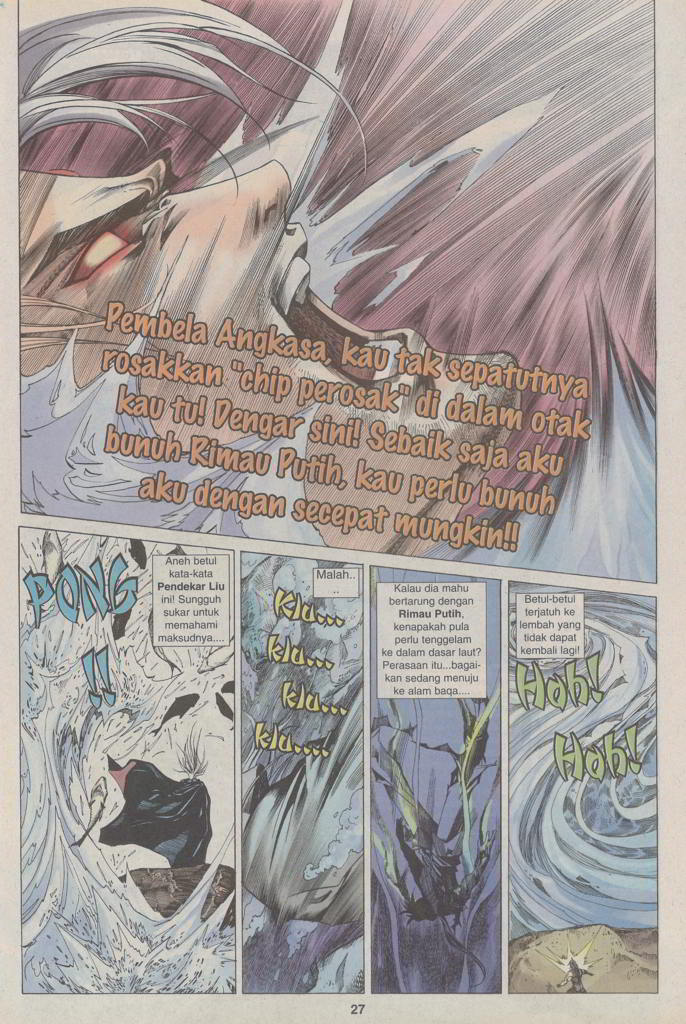 Pembela Angkasa, kau tak sepatutnya
rosakkan "chip perosak" di dalam otak
kau tu! Dengar sini! Sebaik saja aku
bunuh Rimau Putih, kau perlu bunuh
aku dengan secepat mungkin!!
PONG
!!
Aneh betul
kata-kata
Pendekar Liu
ini! Sungguh
sukar untuk
memahami
maksudnya....
Malah..
..
Klu...
klu...
klu...
klu....
Kalau dia mahu
bertarung dengan
Rimau Putih,
kenapakah pula
perlu tenggelam
ke dalam dasar laut?
Perasaan itu...bagai-
kan sedang menuju
ke alam baqa....
Betul-betul
terjatuh ke
lembah yang
tidak dapat
kembali lagi!
Hoh!
Hoh!
27